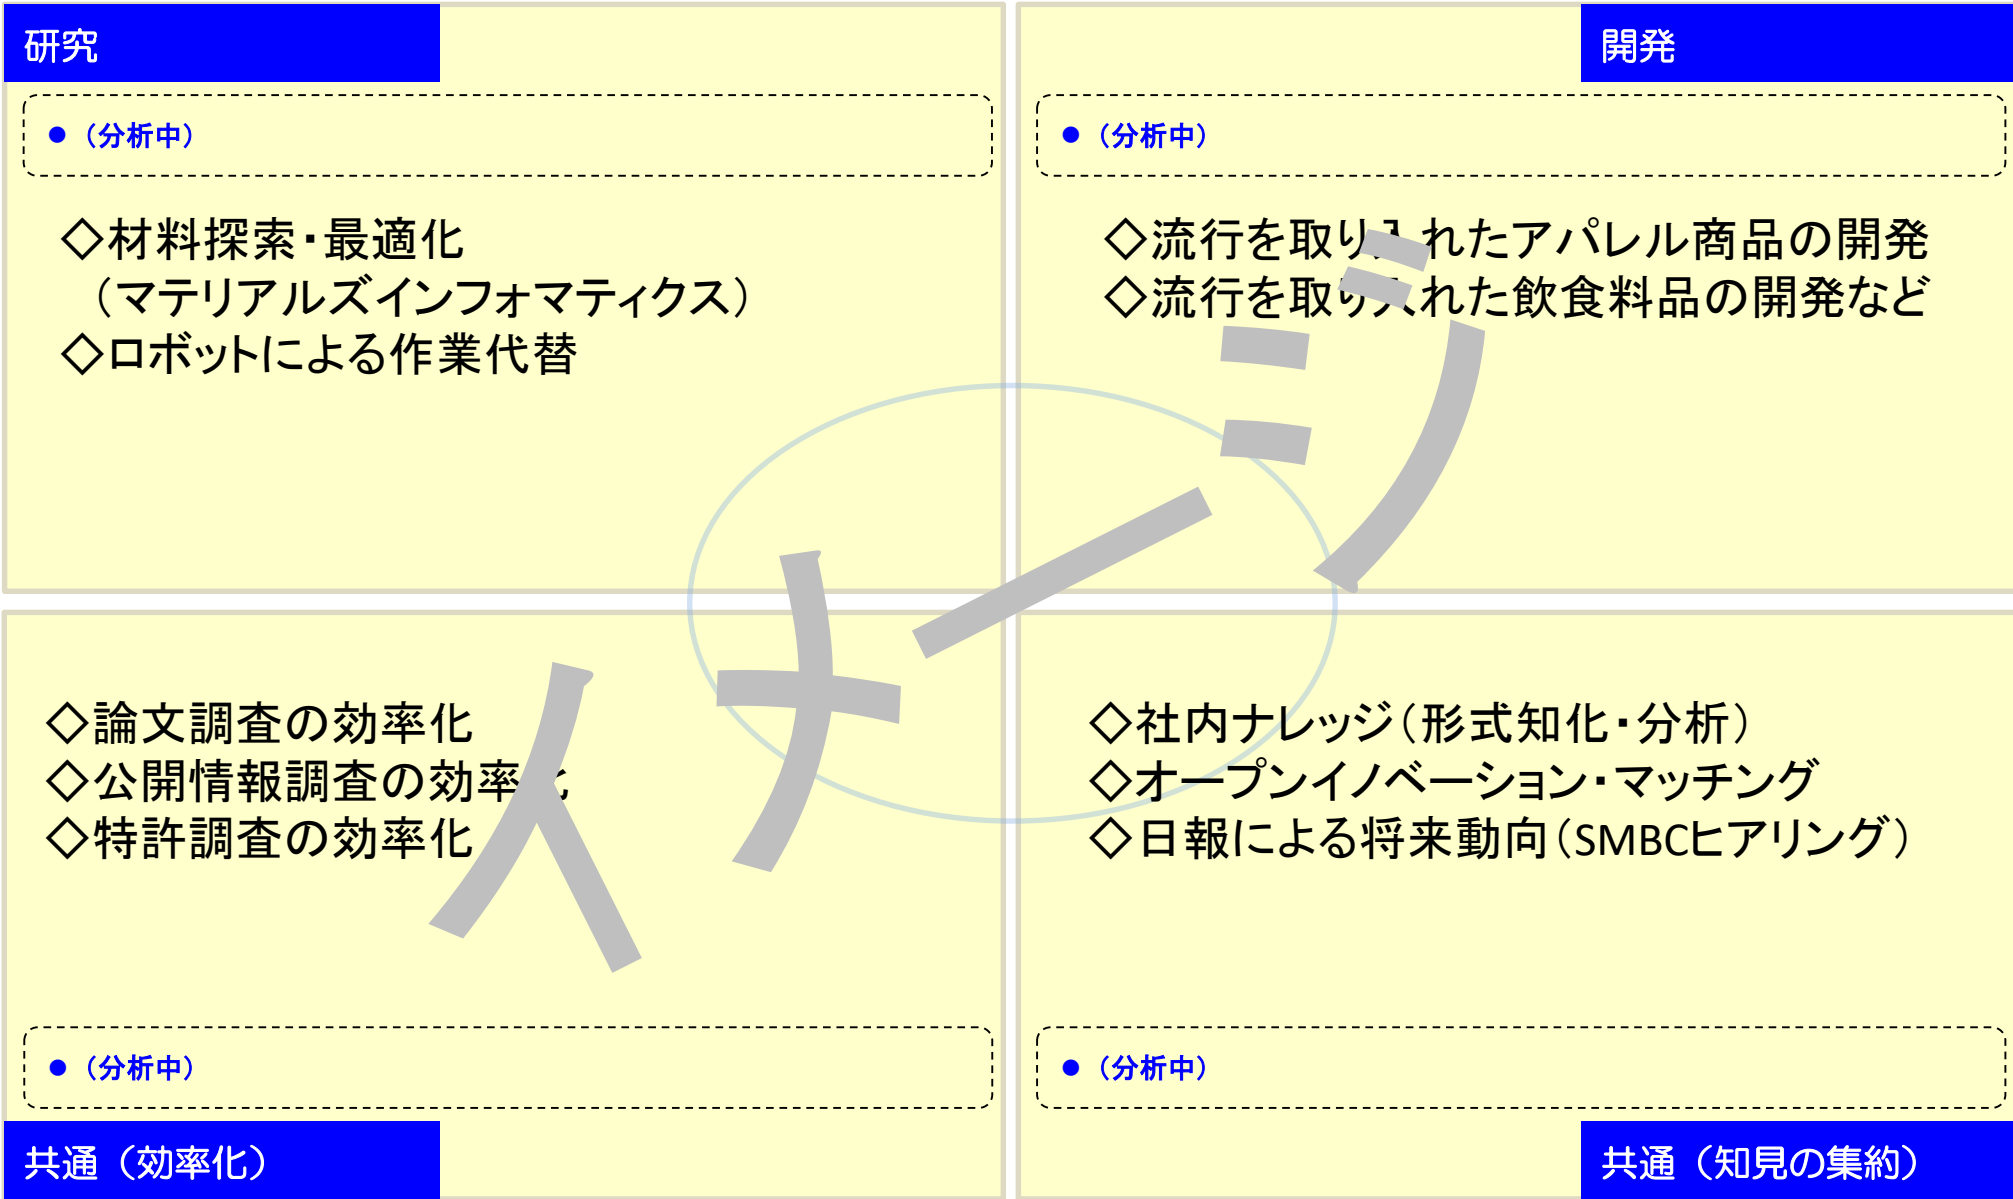 研究
●（分析中）
◇材料探索・最適化
（マテリアルズインフォマティクス）
◇ロボットによる作業代替
開発
●（分析中）
◇流行を取り入れたアパレル商品の開発
◇流行を取り入れた飲食料品の開発など
イメージ
◇論文調査の効率化
◇公開情報調査の効率化
◇特許調査の効率化
●（分析中）
共通（効率化）
◇社内ナレッジ（形式知化・分析）
◇オープンイノベーション・マッチング
◇日報による将来動向（SMBCヒアリング）
●（分析中）
共通（知見の集約）